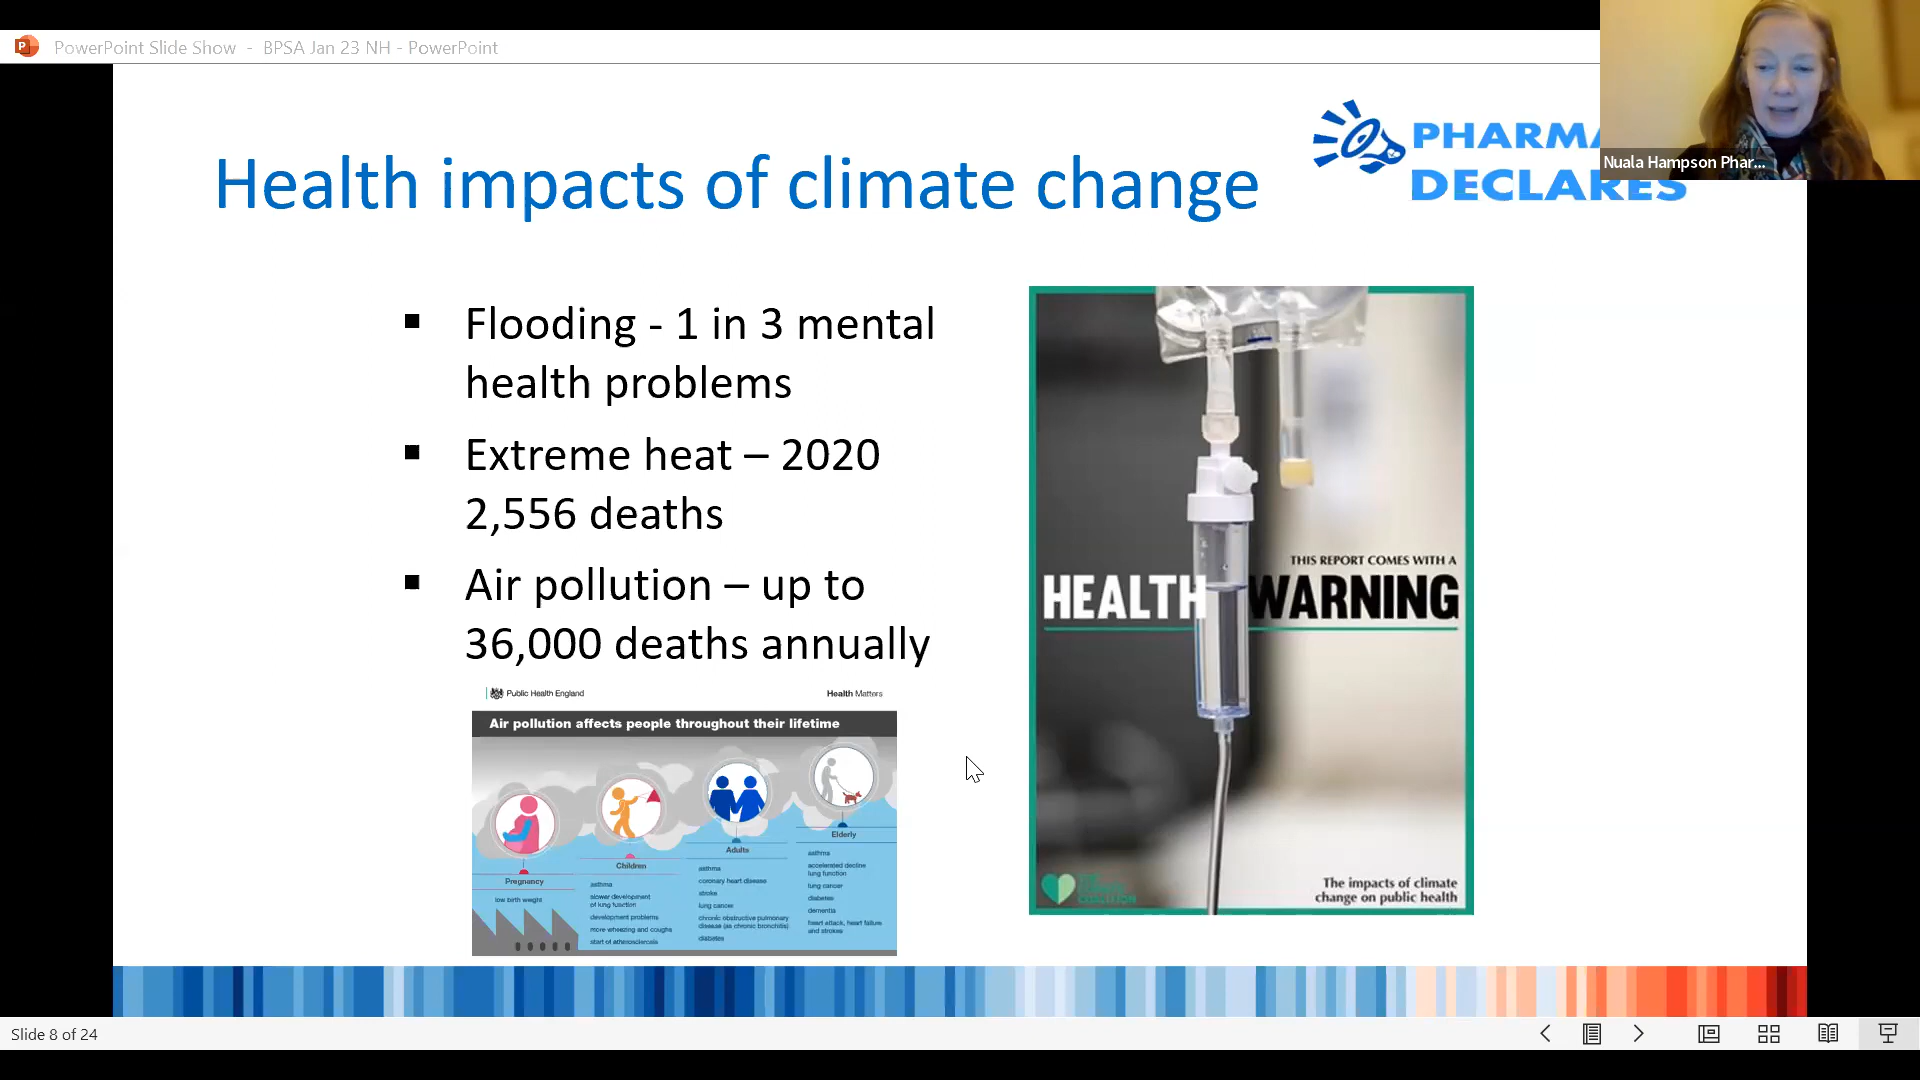 PowerPoint Slide Show - BPSA Jan 23 NH - PowerPoint
Nuala Hampson Phar...
PHARMA
DECLARES
Health impacts of climate change
▪ Flooding - 1 in 3 mental
health problems
▪ Extreme heat – 2020
2,556 deaths
▪ Air pollution – up to
36,000 deaths annually
Public Health England
Health Matters
Air pollution affects people throughout their lifetime
Pregnancy
low birth weight
Children
asthma
slower development
of lung function
development problems
more wheezing and coughs
start of atherosclerosis
Adults
asthma
coronary heart disease
stroke
lung cancer
chronic obstructive pulmonary
disease (as chronic bronchitis)
diabetes
Elderly
asthma
accelerated decline
lung function
lung cancer
diabetes
dementia
heart attack, heart failure
and strokes
THIS REPORT COMES WITH A
HEALTH WARNING
THE
CLIMATE
COALITION
The impacts of climate
change on public health
Slide 8 of 24